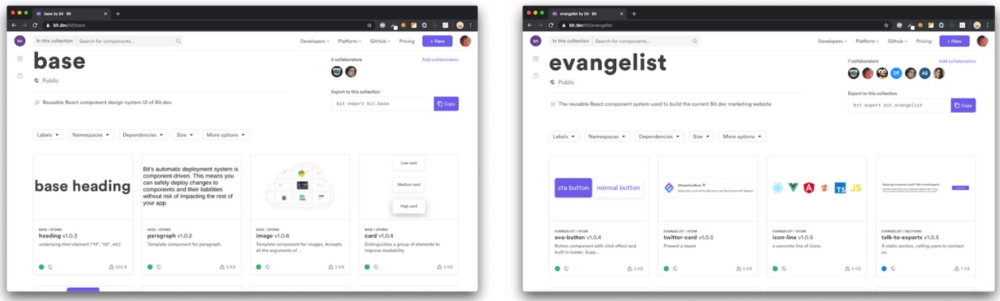 base by bit · Bit
bit.dev/bit/base
bit
In this collection
Search for components...
Developers
Platform
GitHub
Pricing
+ New
base
Public
2 collaborators
Add collaborators
Export to this collection
bit export bit.base
Copy
Reusable React component design system UI of Bit.dev.
Labels
Namespaces
Dependencies
Size
More options
base heading
BASE / ATOMS
heading v1.0.3
underlying html element ("h1", "h2", etc)
835 B
Bit's automatic deployment system is
component-driven. This means you
can safely deploy changes to
components and their liabilities
without risk of impacting the rest of
your app.
BASE / ATOMS
paragraph v1.0.2
Template component for paragraph.
3 KB
BASE / ATOMS
image v1.0.6
Template component for images. Accepts
all the arguments of ...
3 KB
Low card
Medium card
High card
BASE / ATOMS
card v1.0.4
Distinguishes a group of elements to
improve readability
3 KB
evangelist by bit · Bit
bit.dev/bit/evangelist
bit
In this collection
Search for components...
Developers
Platform
Github
Pricing
+ New
evangelist
Public
7 collaborators
Add collaborators
DT
AS
Export to this collection
bit export bit.evangelist
Copy
The reusable React component system used to build the current Bit.dev marketing website
Labels
Namespaces
Dependencies
Size
More options
cta button
normal button
EVANGELIST / ATOM
eva-button v1.0.4
Button component with click effect and
built in loader. Supp...
5 KB
EVANGELIST / ATOM
twitter-card v1.0.5
Present a tweet
5 KB
TS
JS
EVANGELIST / ATOM
icon-line v1.0.5
a concrete line of icons.
4 KB
EVANGELIST / SECTIONS
talk-to-experts v1.0.5
A static section, calling users to contact
us.
7 KB